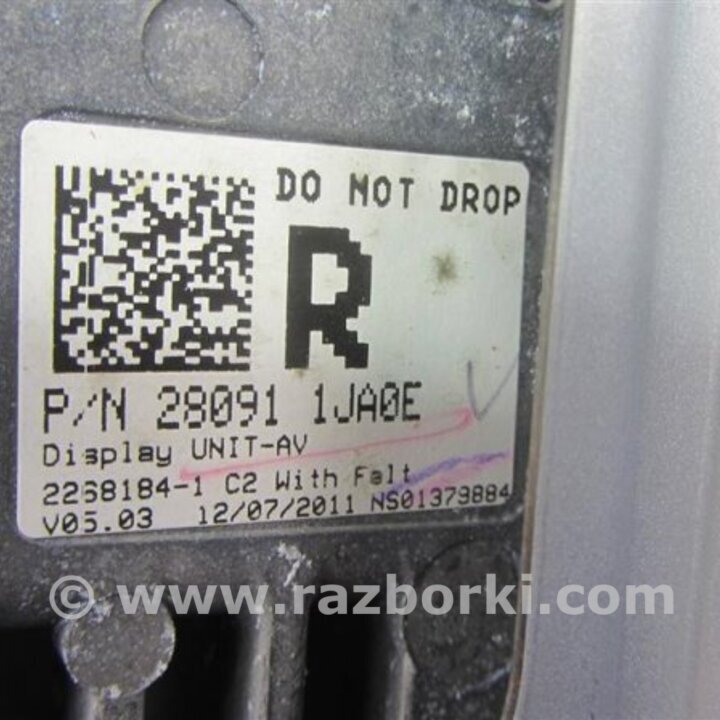 DO NOT DROP
R
P/N 28091 1JA0E
Display UNIT-AV
2268184-1 C2 With Falt
V05.03 12/07/2011 NS01379884
© www.razborki.com